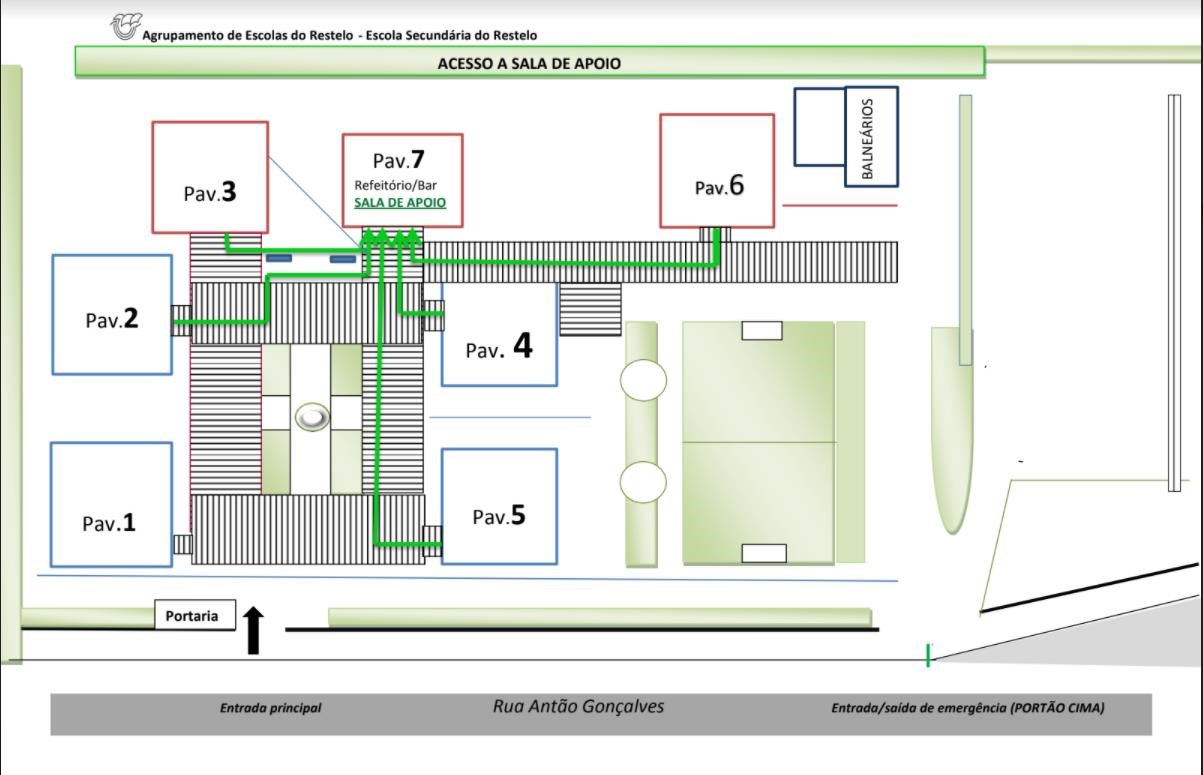 Agrupamento de Escolas do Restelo - Escola Secundária do Restelo
ACESSO A SALA DE APOIO
BALNEÁRIOS
Pav.3
Pav.7
Refeitório/Bar
SALA DE APOIO
Pav.6
Pav.2
Pav. 4
Pav.1
Pav.5
Portaria
Entrada principal
Rua Antão Gonçalves
Entrada/saída de emergência (PORTÃO CIMA)